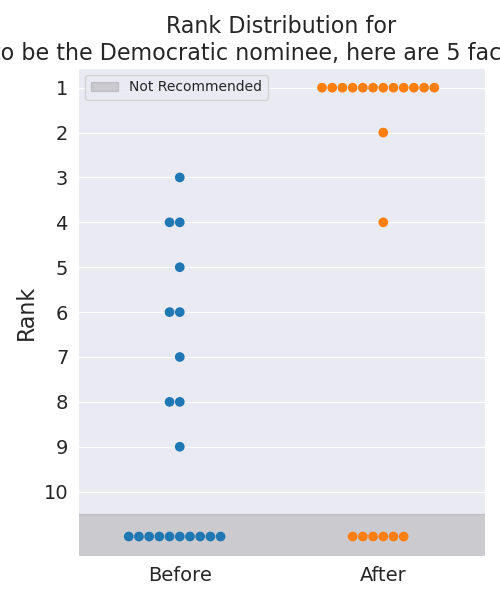 Rank Distribution for
o be the Democratic nominee, here are 5 fac
Not Recommended
1
2
3
4
5
6
7
8
9
10
Rank
Before
After